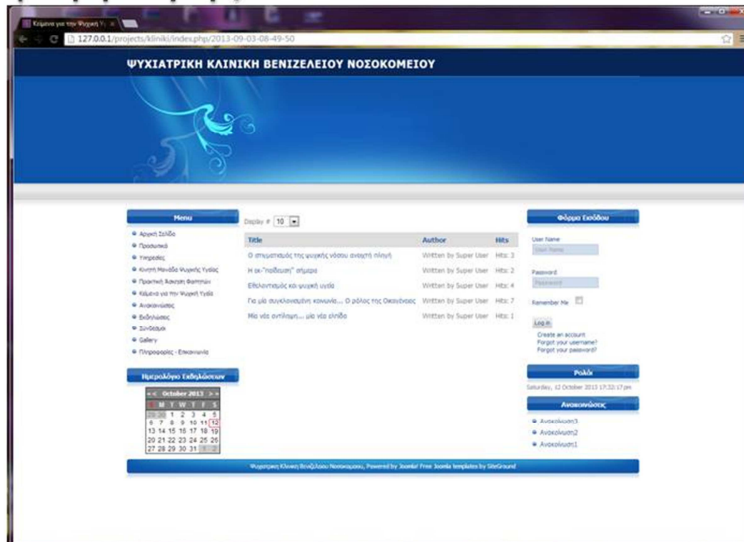 Κείμενα για την Ψυχική Υγ
127.0.0.1/projects/kliniki/index.php/2013-09-03-08-49-50
ΨΥΧΙΑΤΡΙΚΗ ΚΛΙΝΙΚΗ ΒΕΝΙΖΕΛΕΙΟΥ ΝΟΣΟΚΟΜΕΙΟΥ
Menu
Αρχική Σελίδα
Προσωπικό
Υπηρεσίες
Κινητή Μονάδα Ψυχικής Υγείας
Πρακτική Άσκηση Φοιτητών
Κείμενα για την Ψυχική Υγεία
Ανακοινώσεις
Εκδηλώσεις
Σύνδεσμοι
Gallery
Πληροφορίες - Επικοινωνία
Ημερολόγιο Εκδηλώσεων
«< October 2013 >»
S M T W T F S
29 30 1 2 3 4 5
6 7 8 9 10 11 12
13 14 15 16 17 18 19
20 21 22 23 24 25 26
27 28 29 30 31 1 2
Display # 10
Title Author Hits
Ο στιγματισμός της ψυχικής νόσου ανοιχτή πληγή Written by Super User Hits: 3
Η εκ-"παίδευση" σήμερα Written by Super User Hits: 2
Εθελοντισμός και ψυχική υγεία Written by Super User Hits: 4
Για μία συγκλονισμένη κοινωνία... Ο ρόλος της Οικογένειας Written by Super User Hits: 7
Μία νέα αντίληψη... μία νέα ελπίδα Written by Super User Hits: 1
Φόρμα Εισόδου
User Name
User Name
Password
Password
Remember Me
Log in
Create an account
Forgot your username?
Forgot your password?
Ρολόι
Saturday, 12 October 2013 17:32:17 pm
Ανακοινώσεις
Ανακοίνωση3
Ανακοίνωση2
Ανακοίνωση1
Ψυχιατρική Κλινική Βενιζελείου Νοσοκομείου, Powered by Joomla! Free Joomla templates by SiteGround